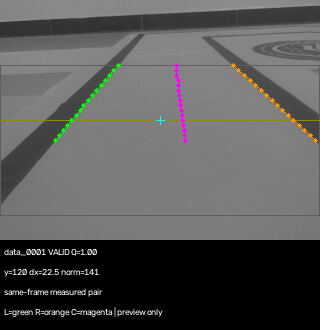 data_0001 VALID Q=1.00
y=120 dx=22.5 norm=141
same-frame measured pair
L=green R=orange C=magenta | preview only